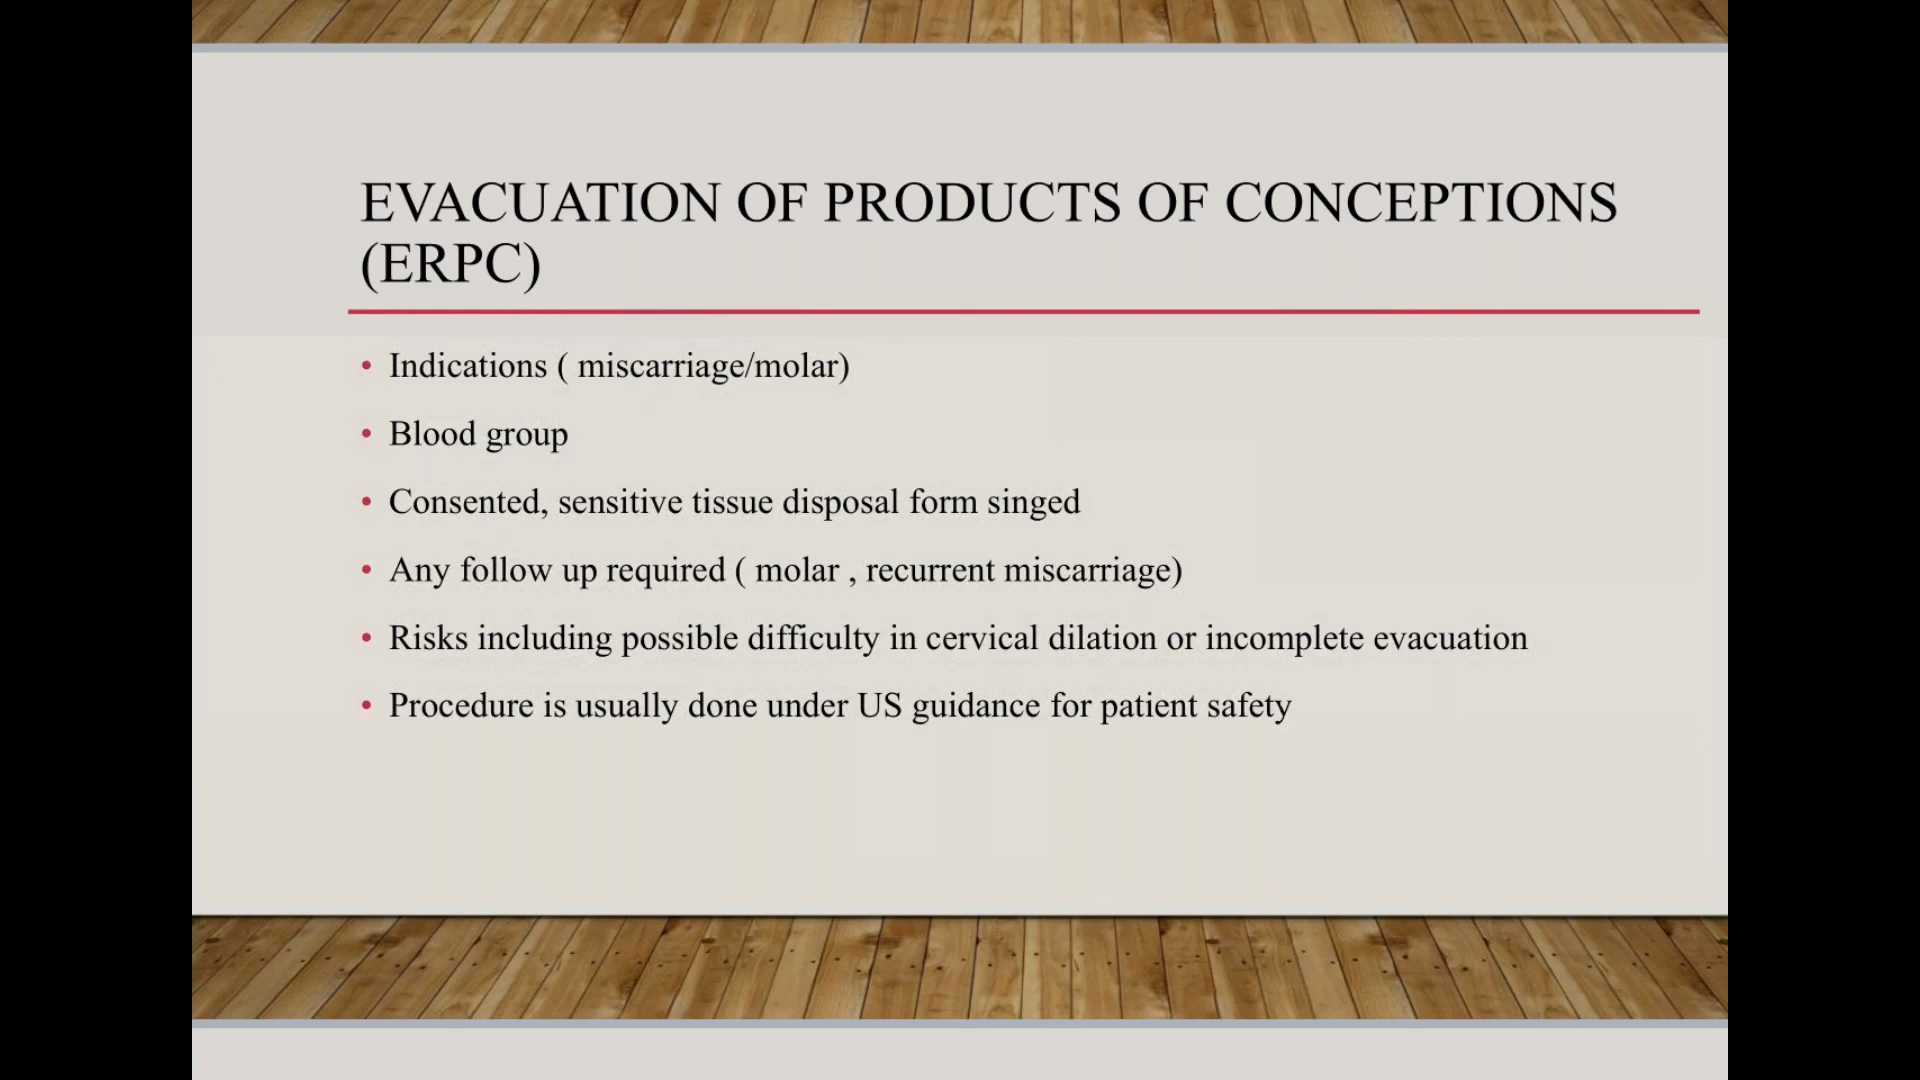 EVACUATION OF PRODUCTS OF CONCEPTIONS
(ERPC)
• Indications ( miscarriage/molar)
• Blood group
• Consented, sensitive tissue disposal form singed
• Any follow up required ( molar , recurrent miscarriage)
• Risks including possible difficulty in cervical dilation or incomplete evacuation
• Procedure is usually done under US guidance for patient safety